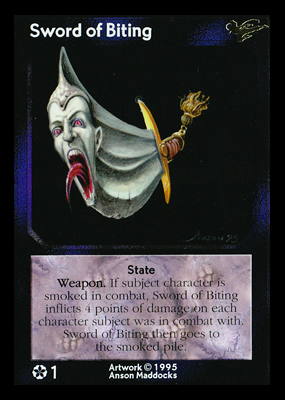 Sword of Biting
Anson 95
State
Weapon. If subject character is
smoked in combat, Sword of Biting
inflicts 4 points of damage on each
character subject was in combat with.
Sword of Biting then goes to
the smoked pile.
1
Artwork © 1995
Anson Maddocks